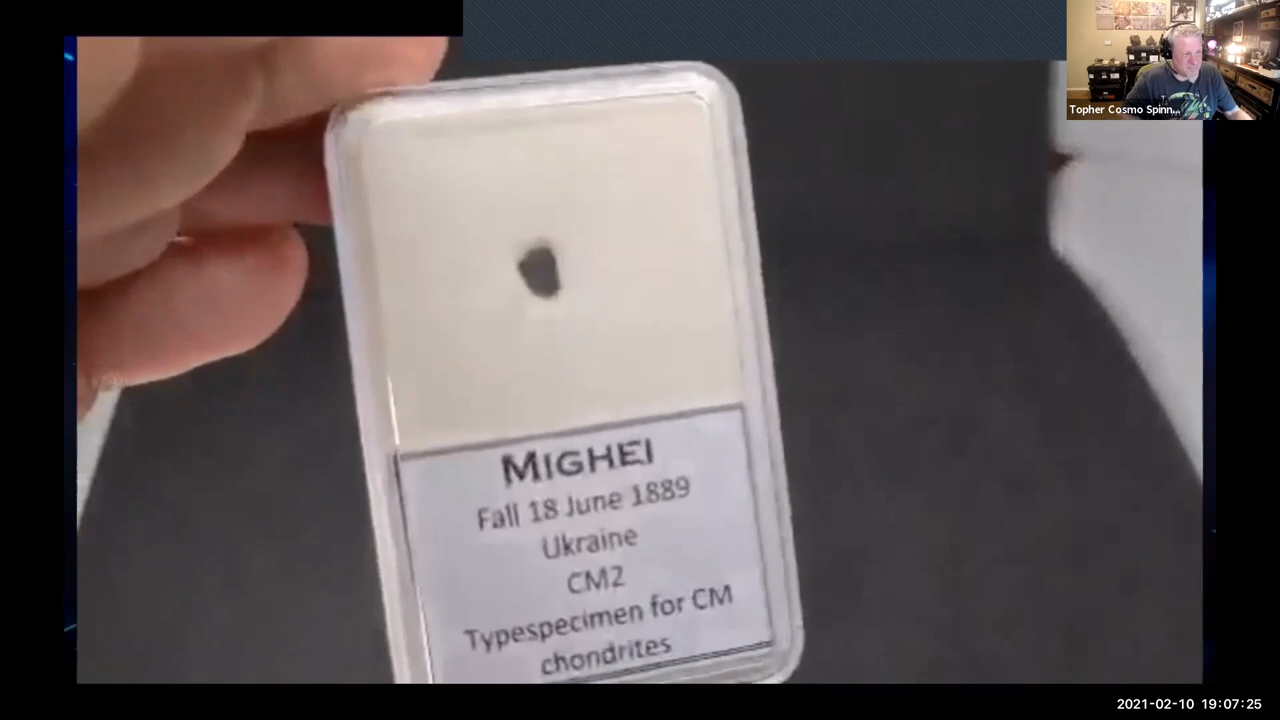 Topher Cosmo Spinn...
MIGHEI
Fall 18 June 1889
Ukraine
CM2
Typespecimen for CM
chondrites
2021-02-10 19:07:25